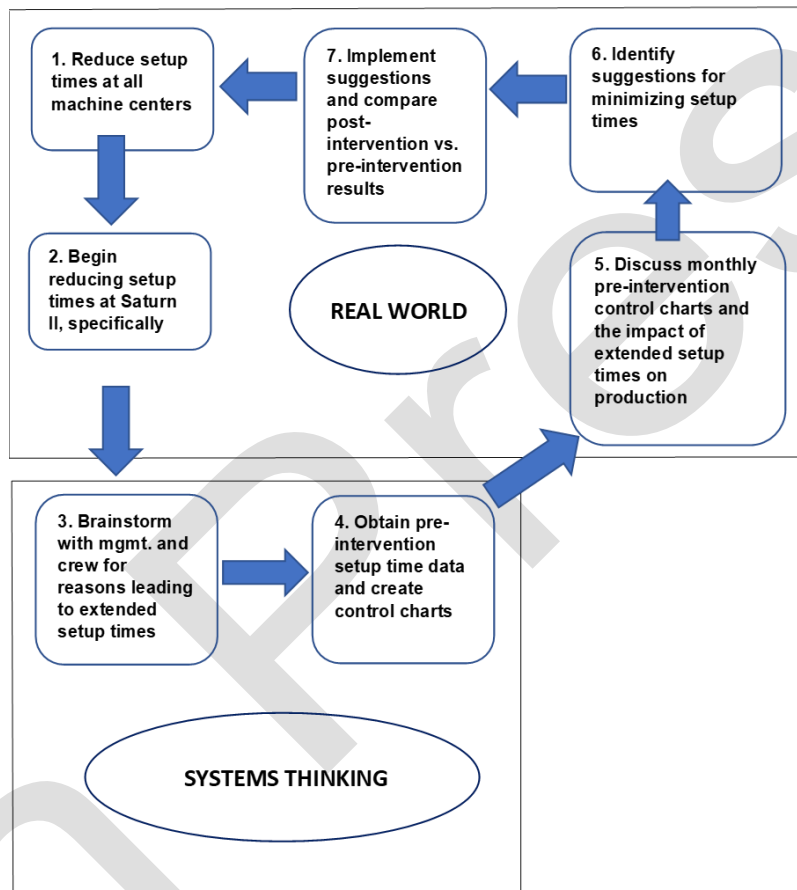 1. Reduce setup
times at all
machine centers
7. Implement
suggestions
and compare
post-
intervention vs.
pre-intervention
results
6. Identify
suggestions for
minimizing setup
times
2. Begin
reducing setup
times at Saturn
II, specifically
REAL WORLD
5. Discuss monthly
pre-intervention
control charts and
the impact of
extended setup
times on
production
3. Brainstorm
with mgmt. and
crew for
reasons leading
to extended
setup times
4. Obtain pre-
intervention
setup time data
and create
control charts
SYSTEMS THINKING
n Pres